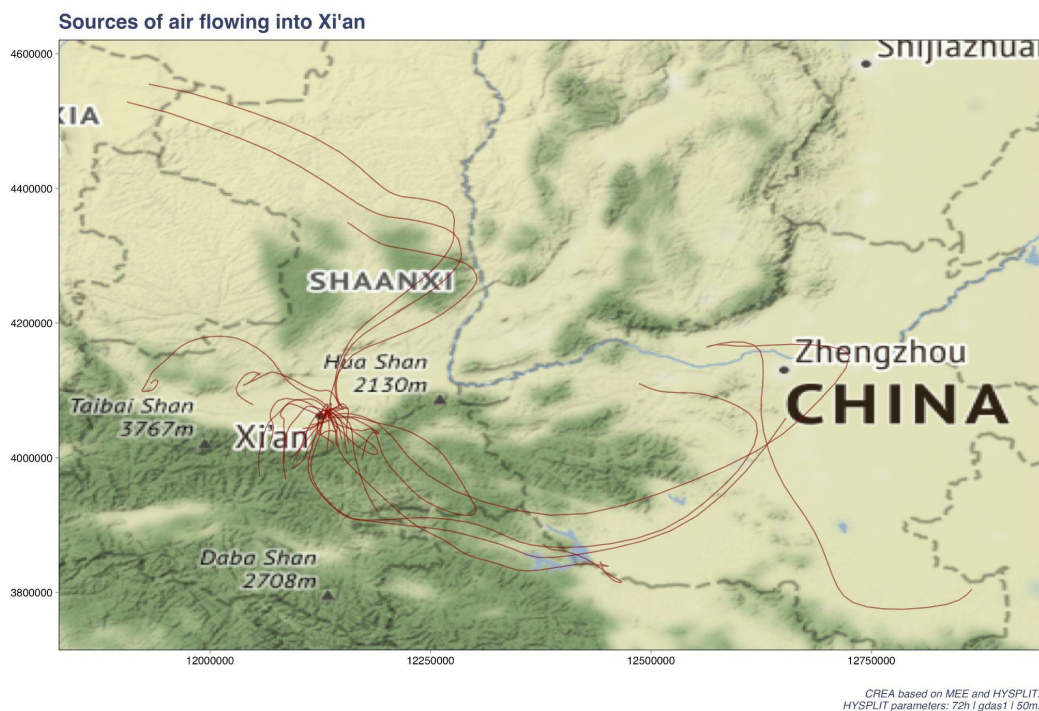 Sources of air flowing into Xi'an
4600000
4400000
4200000
4000000
3800000
Shijiazhua
XIA
SHAANXI
Hua Shan
2130m
Zhengzhou
CHINA
Taibai Shan
3767m
Xi'an
Daba Shan
2708m
12000000
12250000
12500000
12750000
CREA based on MEE and HYSPLIT.
HYSPLIT parameters: 72h | gdas1 | 50m.